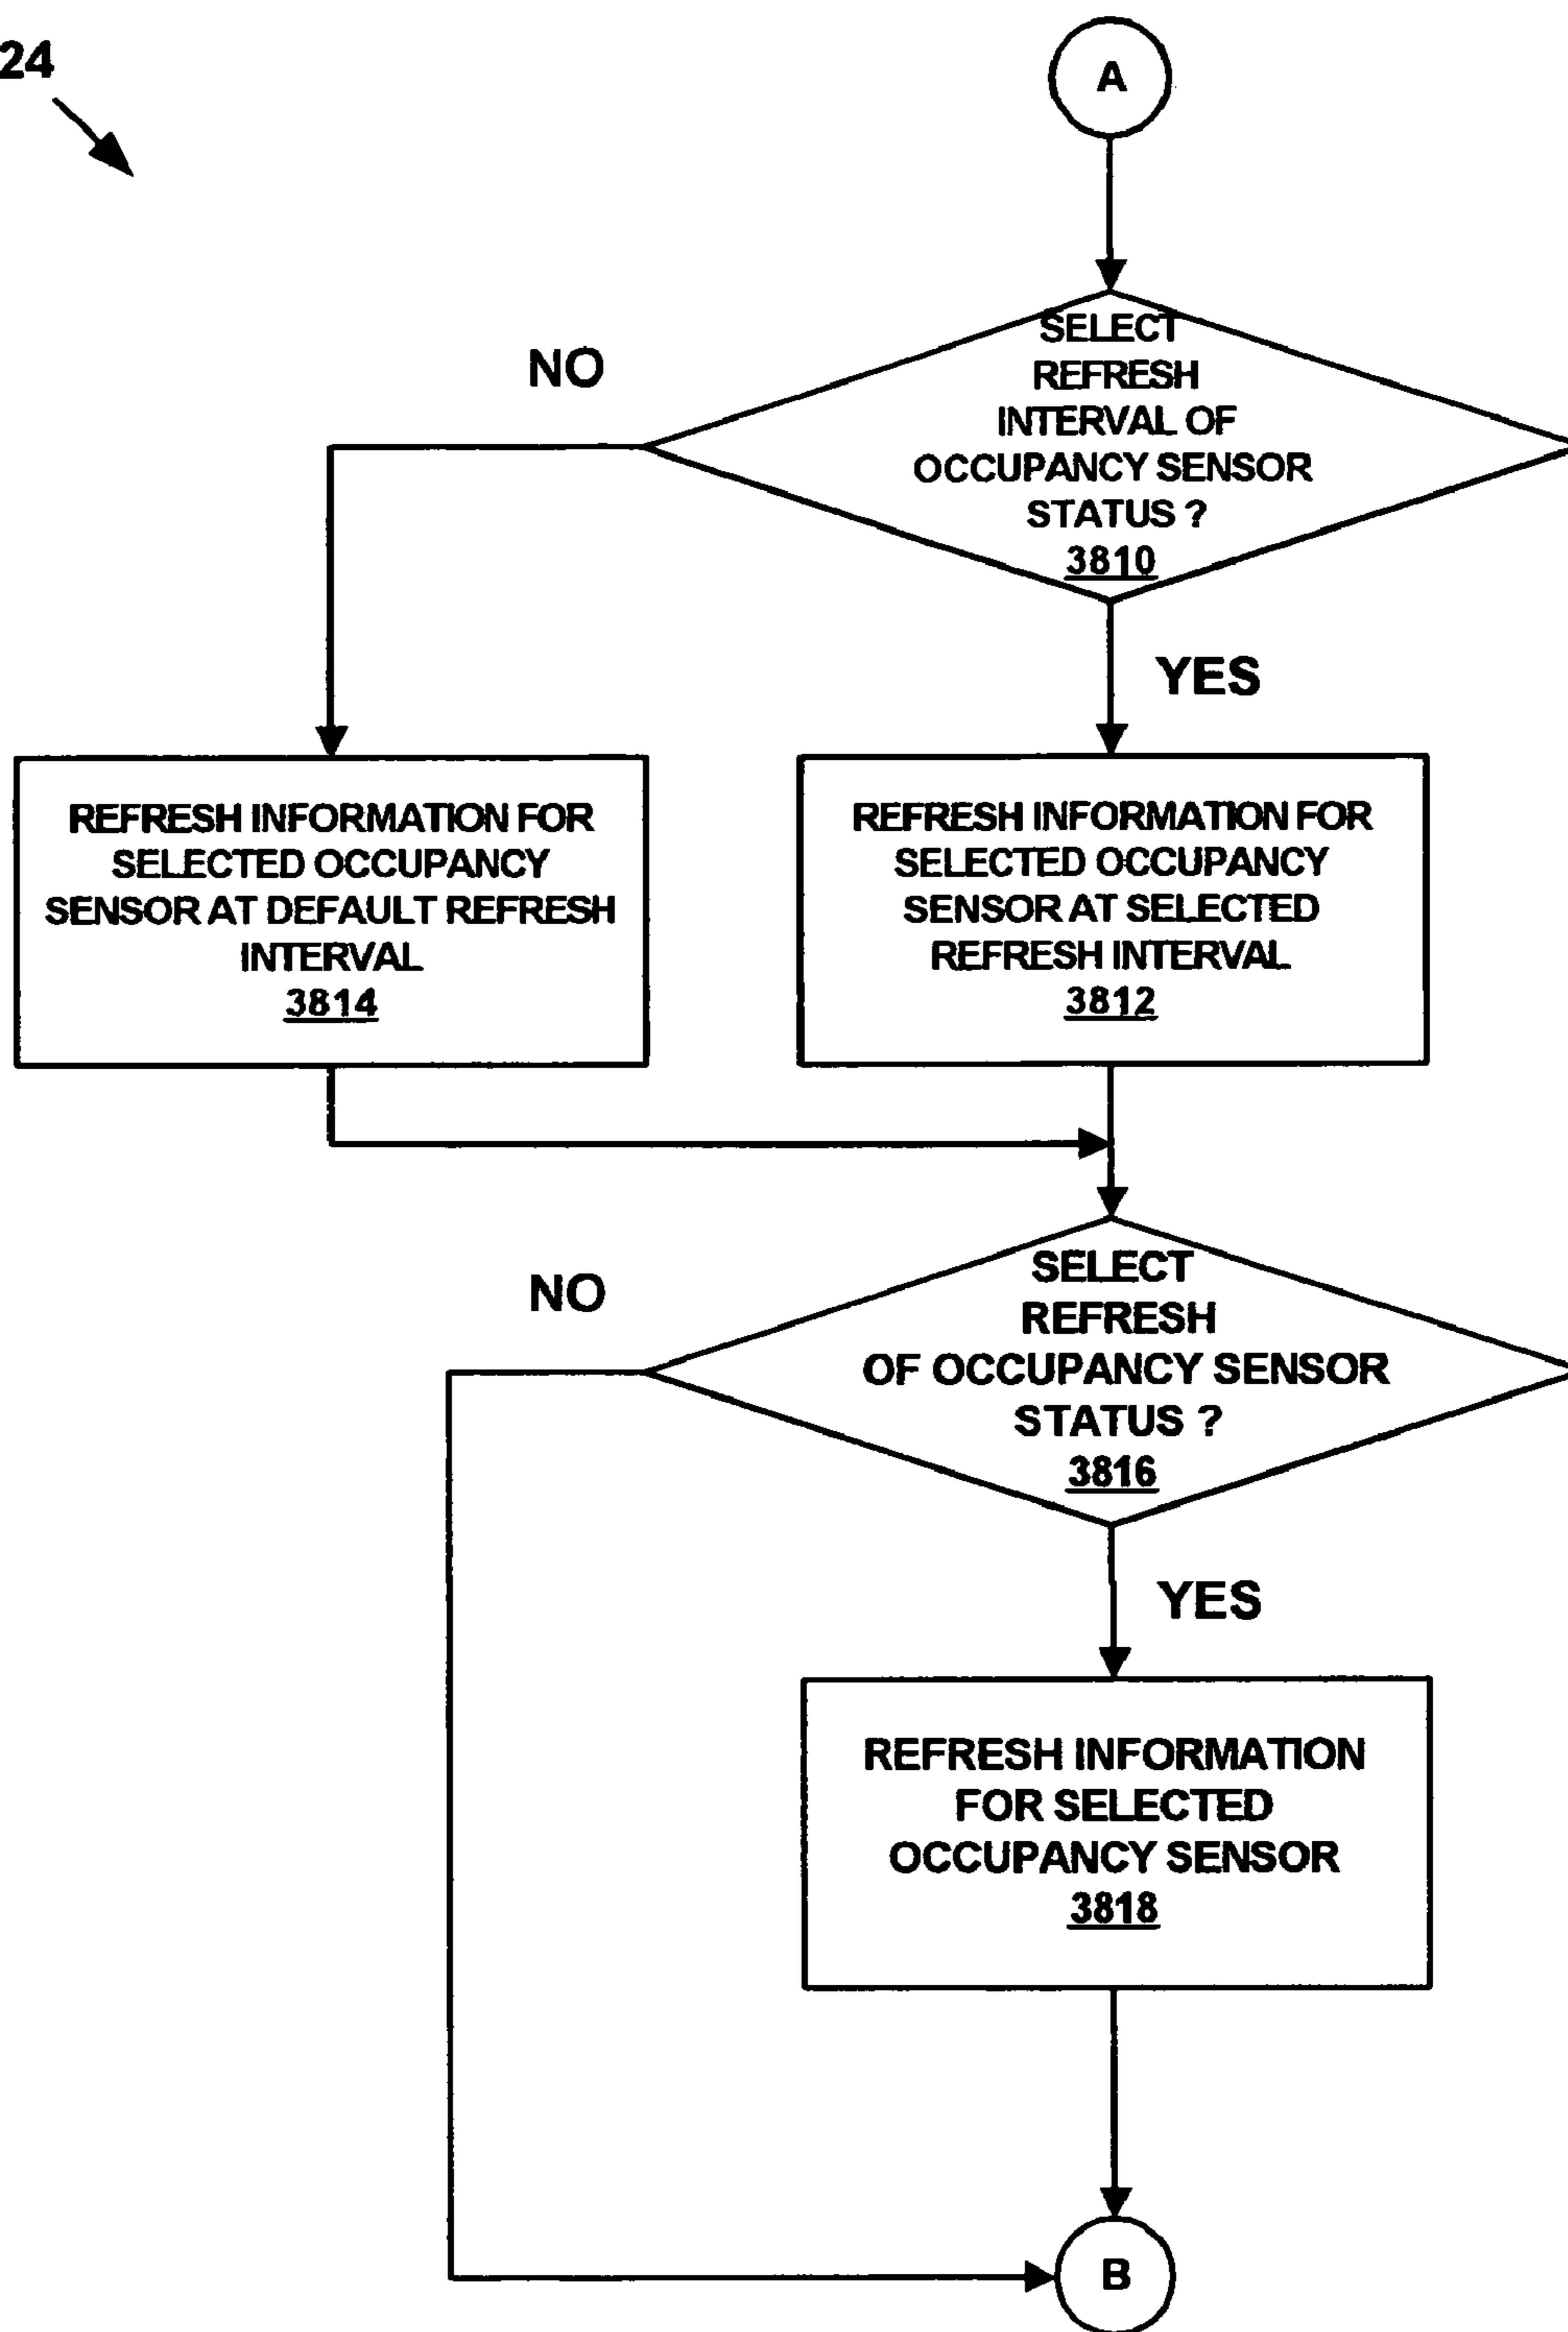 24
A
SELECT
REFRESH
INTERVAL OF
OCCUPANCY SENSOR
STATUS ?
3810
NO
YES
REFRESH INFORMATION FOR
SELECTED OCCUPANCY
SENSOR AT DEFAULT REFRESH
INTERVAL
3814
REFRESH INFORMATION FOR
SELECTED OCCUPANCY
SENSOR AT SELECTED
REFRESH INTERVAL
3812
SELECT
REFRESH
OF OCCUPANCY SENSOR
STATUS ?
3816
NO
YES
REFRESH INFORMATION
FOR SELECTED
OCCUPANCY SENSOR
3818
B